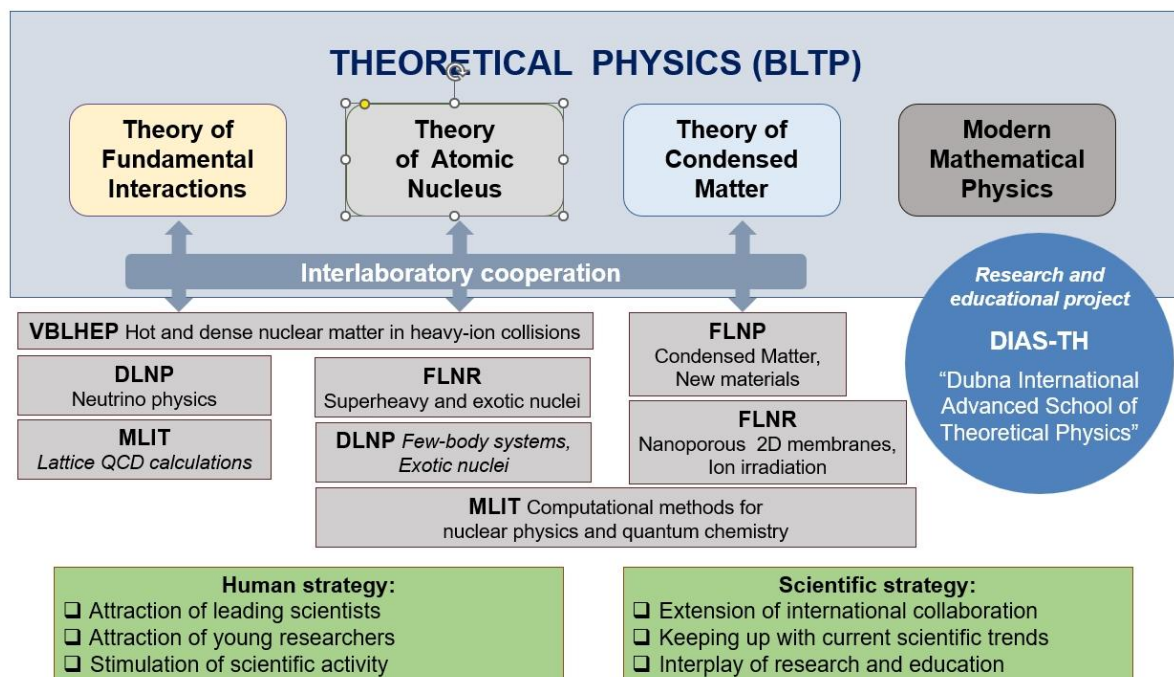 THEORETICAL PHYSICS (BLTP)
Theory of
Fundamental
Interactions
Theory
of Atomic
Nucleus
Theory of
Condensed
Matter
Modern
Mathematical
Physics
Interlaboratory cooperation
Research and
educational project
DIAS-TH
“Dubna International
Advanced School of
Theoretical Physics”
VBLHEP Hot and dense nuclear matter in heavy-ion collisions
DLNP
Neutrino physics
MLIT
Lattice QCD calculations
FLNR
Superheavy and exotic nuclei
DLNP Few-body systems,
Exotic nuclei
FLNP
Condensed Matter,
New materials
FLNR
Nanoporous 2D membranes,
Ion irradiation
MLIT Computational methods for
nuclear physics and quantum chemistry
Human strategy:
❑ Attraction of leading scientists
❑ Attraction of young researchers
❑ Stimulation of scientific activity
Scientific strategy:
❑ Extension of international collaboration
❑ Keeping up with current scientific trends
❑ Interplay of research and education